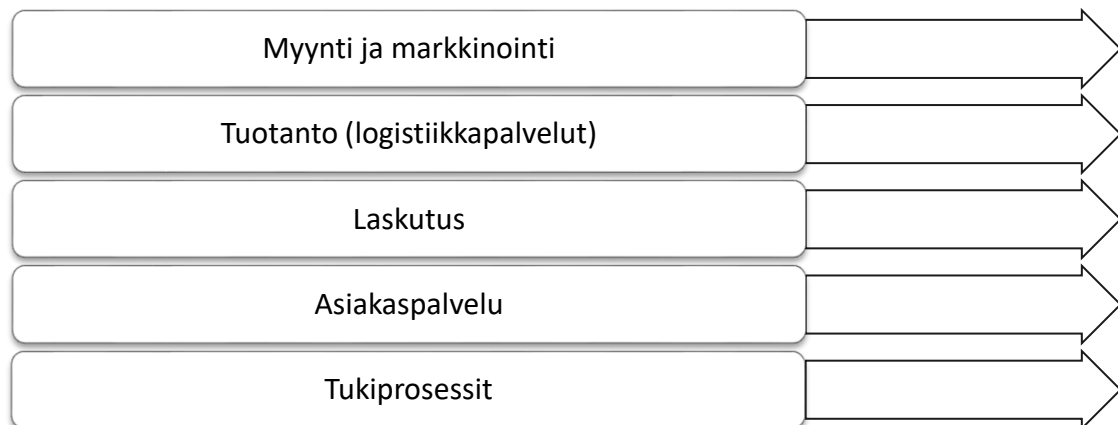 Myynti ja markkinointi
Tuotanto (logistiikkapalvelut)
Laskutus
Asiakaspalvelu
Tukiprosessit